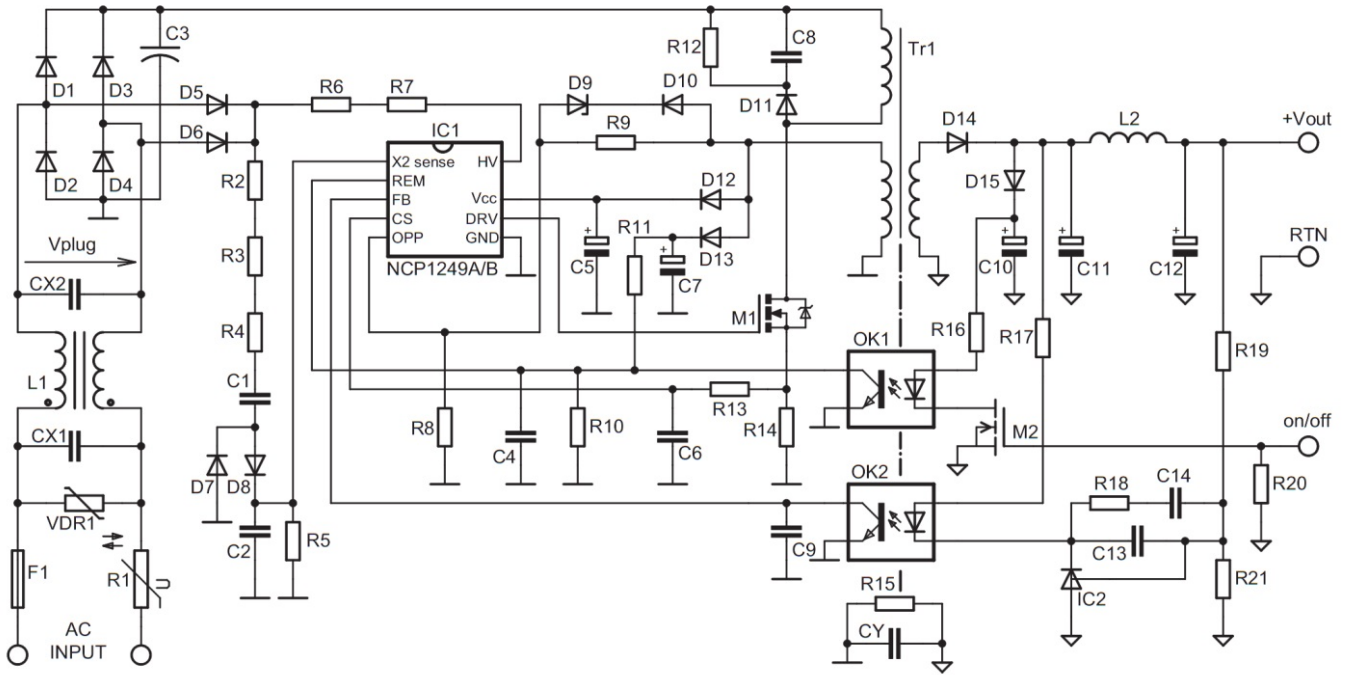 C3
R12
C8
Tr1
D1
D3
D5
R6
R7
D9
D10
D11
D6
IC1
R9
D14
L2
+Vout
D2
D4
R2
X2 sense
HV
REM
FB
Vcc
CS
DRV
OPP
GND
NCP1249A/B
D12
D15
R11
+
+
+
+
+
D13
C5
C7
C10
C11
C12
RTN
Vplug
R3
CX2
M1
R4
OK1
R16
R17
R19
L1
C1
R13
CX1
R8
C4
R10
C6
R14
M2
on/off
D7
D8
OK2
R18
C14
R20
VDR1
C2
R5
C9
C13
F1
R1
U
R15
IC2
R21
AC
INPUT
CY